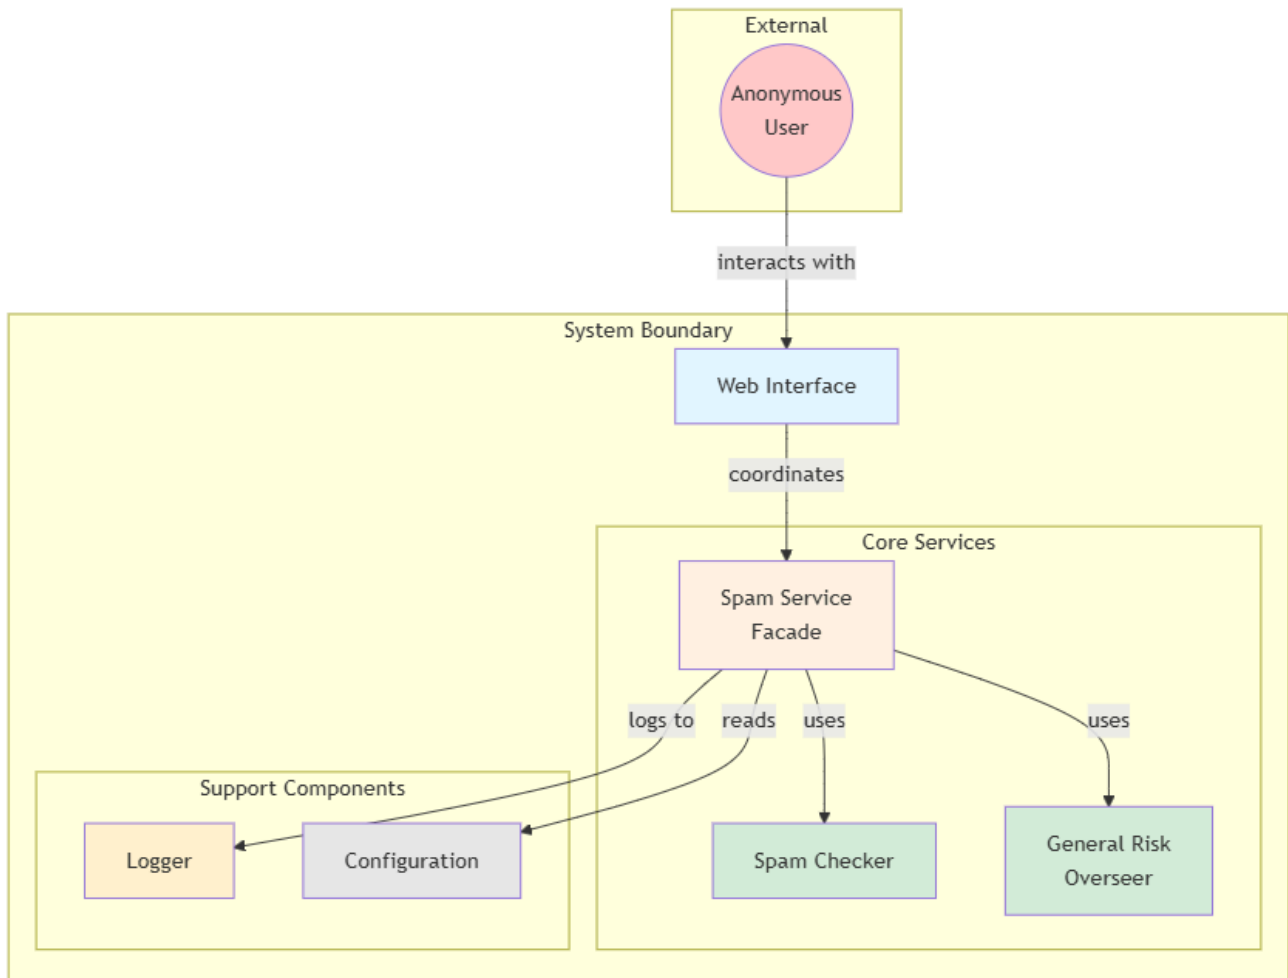 External
Anonymous
User
interacts with
System Boundary
Web Interface
coordinates
Core Services
Spam Service
Facade
logs to
reads
uses
uses
Support Components
Logger
Configuration
Spam Checker
General Risk
Overseer